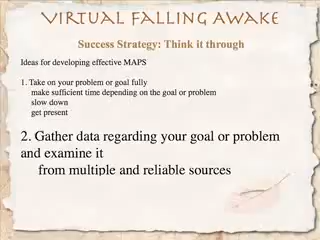 VIRTUAL FALLING AWAKE
Success Strategy: Think it through
Ideas for developing effective MAPS
1. Take on your problem or goal fully
make sufficient time depending on the goal or problem
slow down
get present
2. Gather data regarding your goal or problem
and examine it
from multiple and reliable sources